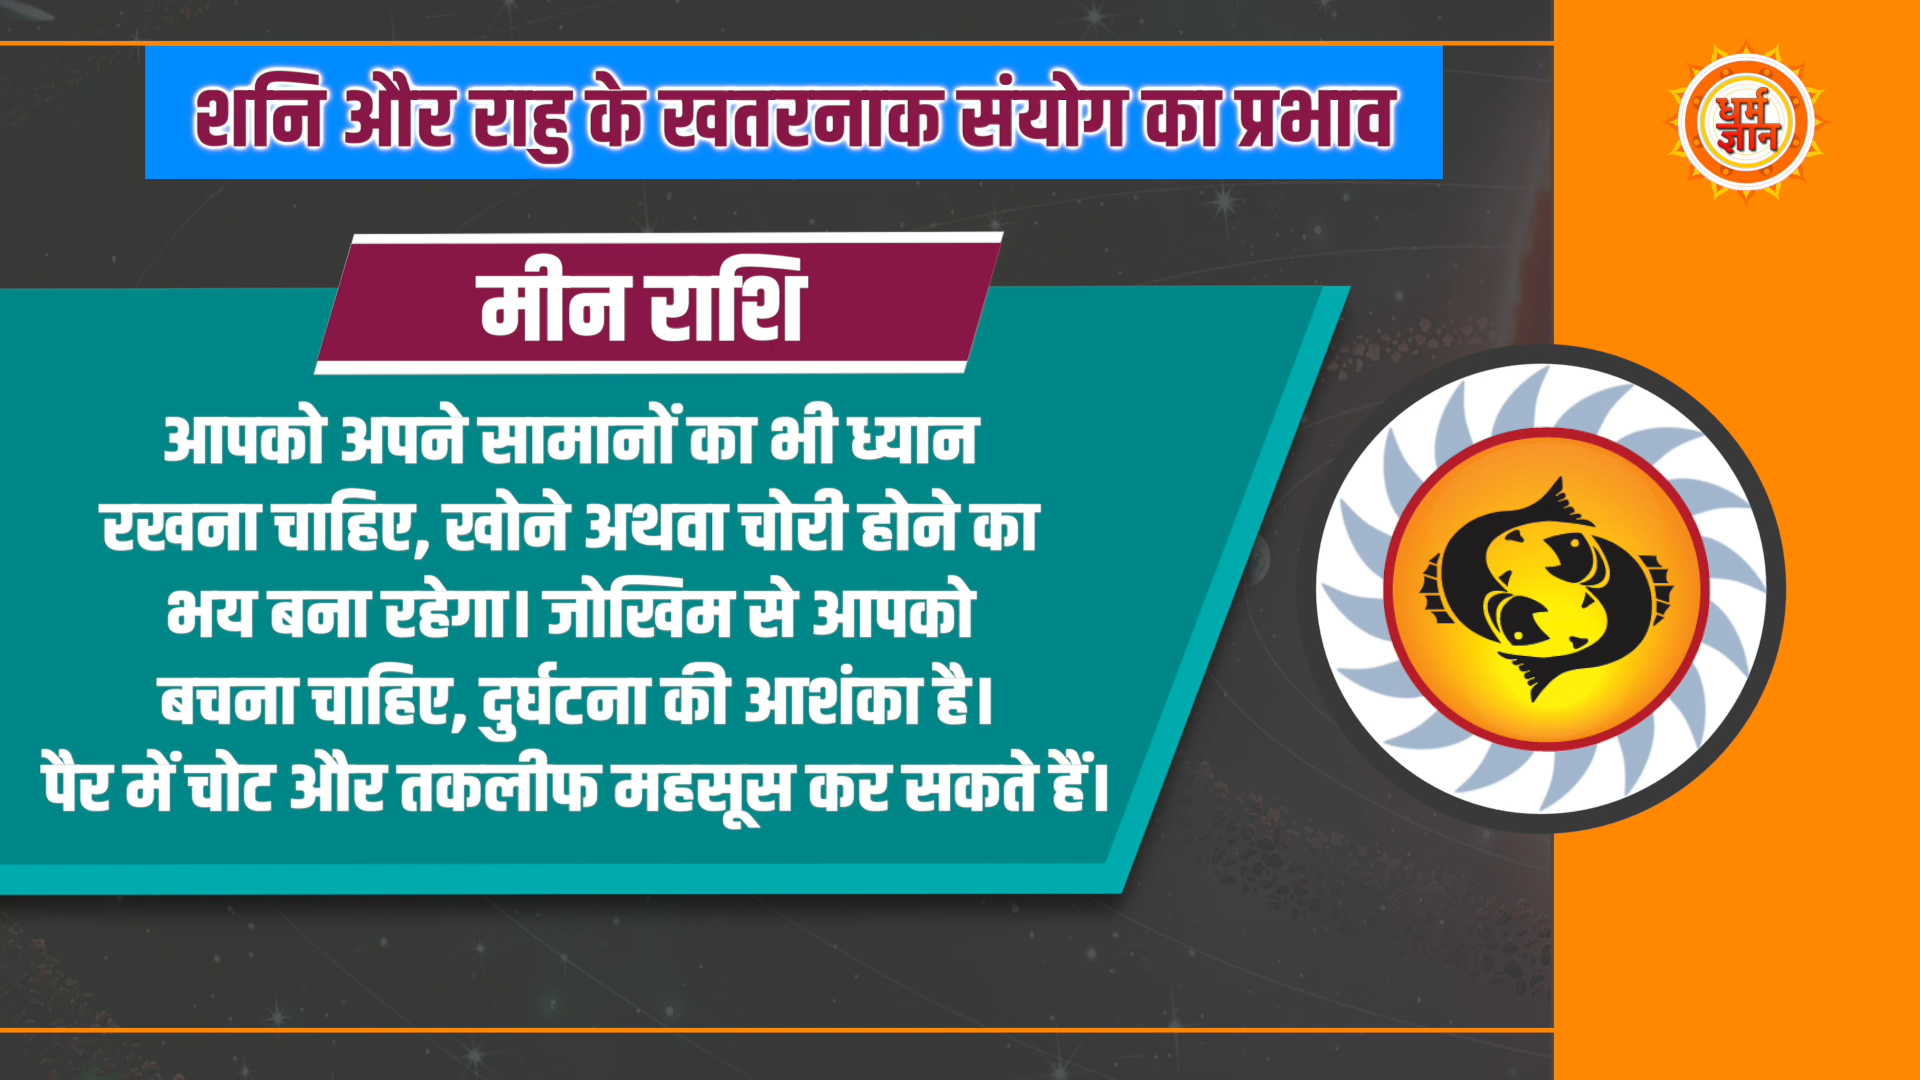 शनि और राहु के खतरनाक संयोग का प्रभाव
धर्म
ज्ञान
मीन राशि
आपको अपने सामानों का भी ध्यान
रखना चाहिए, खोने अथवा चोरी होने का
भय बना रहेगा। जोखिम से आपको
बचना चाहिए, दुर्घटना की आशंका है।
पैर में चोट और तकलीफ महसूस कर सकते हैं।